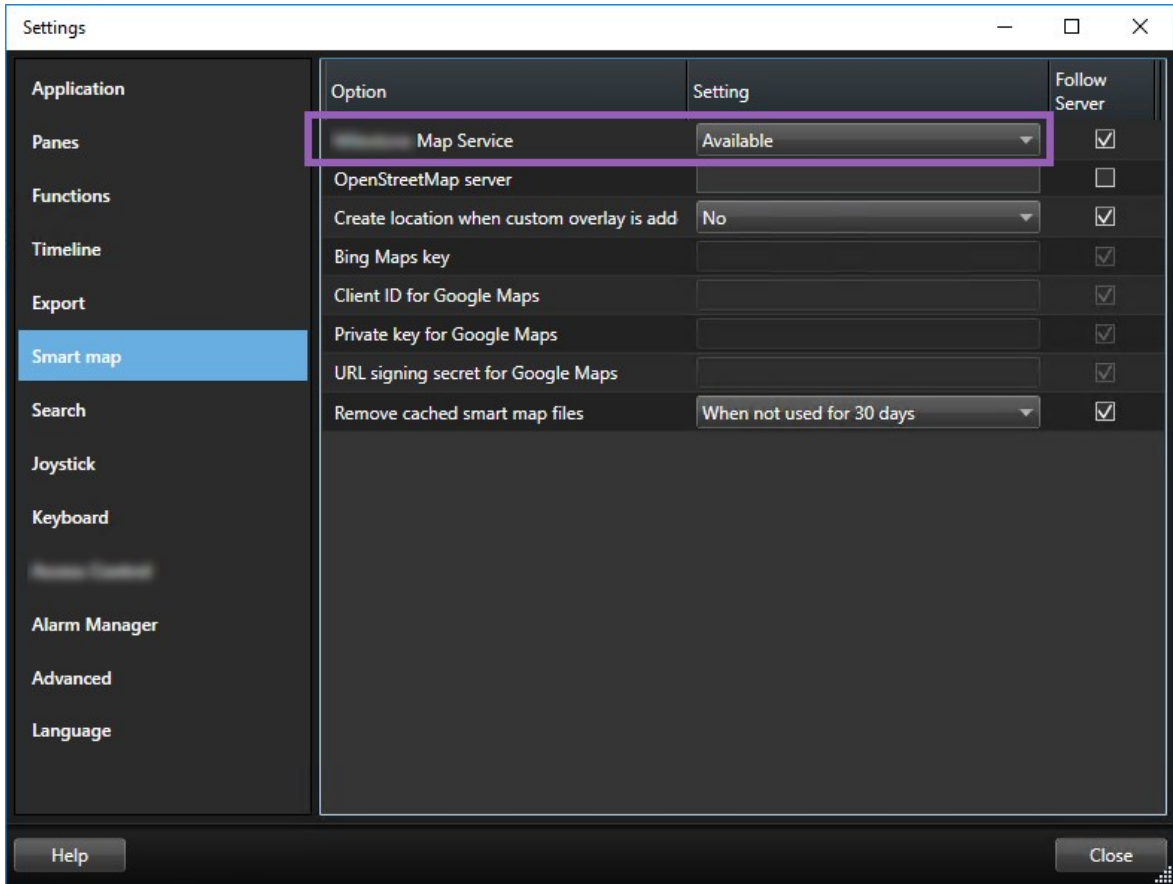 Settings
Application
Panes
Functions
Timeline
Export
Smart map
Search
Joystick
Keyboard
Alarm Manager
Advanced
Language
Option Setting Follow
Server
Map Service Available
OpenStreetMap server
Create location when custom overlay is add No
Bing Maps key
Client ID for Google Maps
Private key for Google Maps
URL signing secret for Google Maps
Remove cached smart map files When not used for 30 days
Help Close